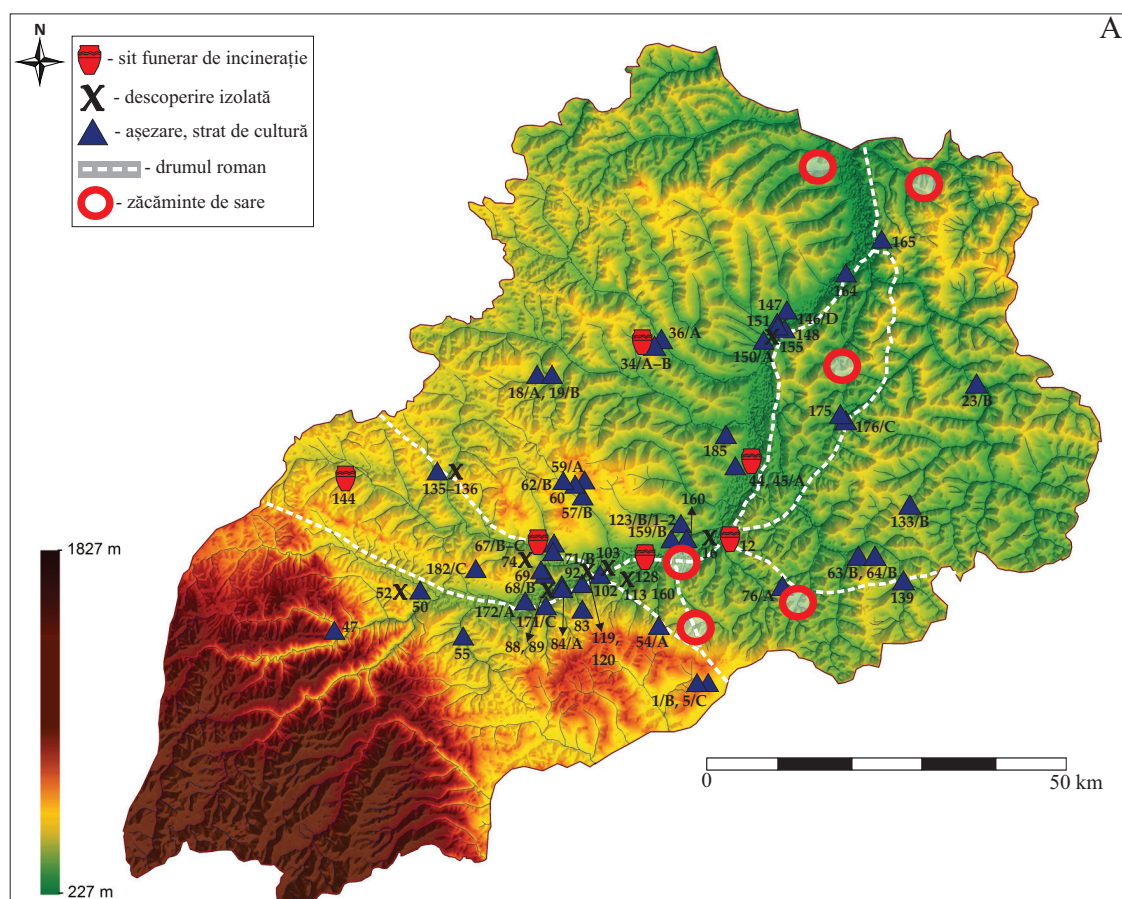 A
N
- sit funerar de incinerație
- descoperire izolată
- așezare, strat de cultură
- drumul roman
- zăcăminte de sare
165
164
147
151
146/D
148
155
150/A
36/A
34/A–B
18/A, 19/B
23/B
175
176/C
185
44, 45/A
59/A
62/B
60
57/B
135–136
144
160
123/B/1–2
159/B
16
12
133/B
67/B–C
74
71/B
103
92
128
69
68/B
102
113
160
182/C
63/B, 64/B
139
76/A
52
50
172/A
171/C
83
54/A
47
55
88, 89
84/A
119,
120
1/B, 5/C
1827 m
227 m
0
50 km